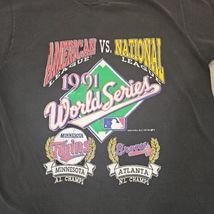 AMERICAN VS. NATIONAL
LEAGUE LEAGUE
1991
World Series
MINNESOTA
Twins
MINNESOTA
A.L. CHAMPS
Braves
ATLANTA
N.L. CHAMPS